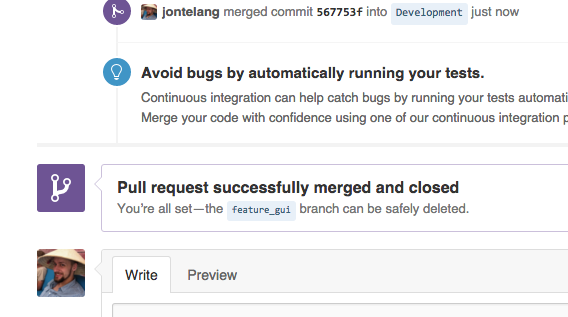 jontelang merged commit 567753f into Development just now
Avoid bugs by automatically running your tests.
Continuous integration can help catch bugs by running your tests
Merge your code with confidence using one of our continuous integration
Pull request successfully merged and closed
You're all set—the feature_gui branch can be safely deleted.
Write Preview